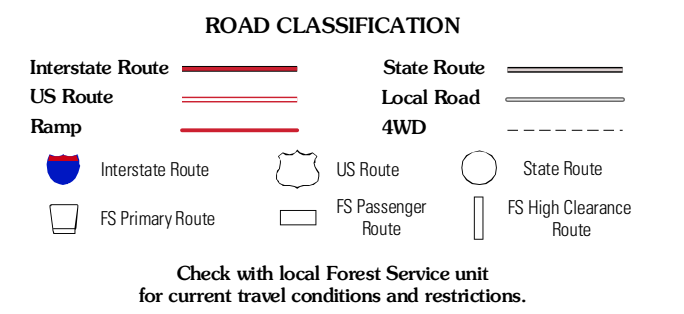 ROAD CLASSIFICATION
Interstate Route
State Route
US Route
Local Road
Ramp
4WD
Interstate Route
US Route
State Route
FS Primary Route
FS Passenger
Route
FS High Clearance
Route
Check with local Forest Service unit
for current travel conditions and restrictions.